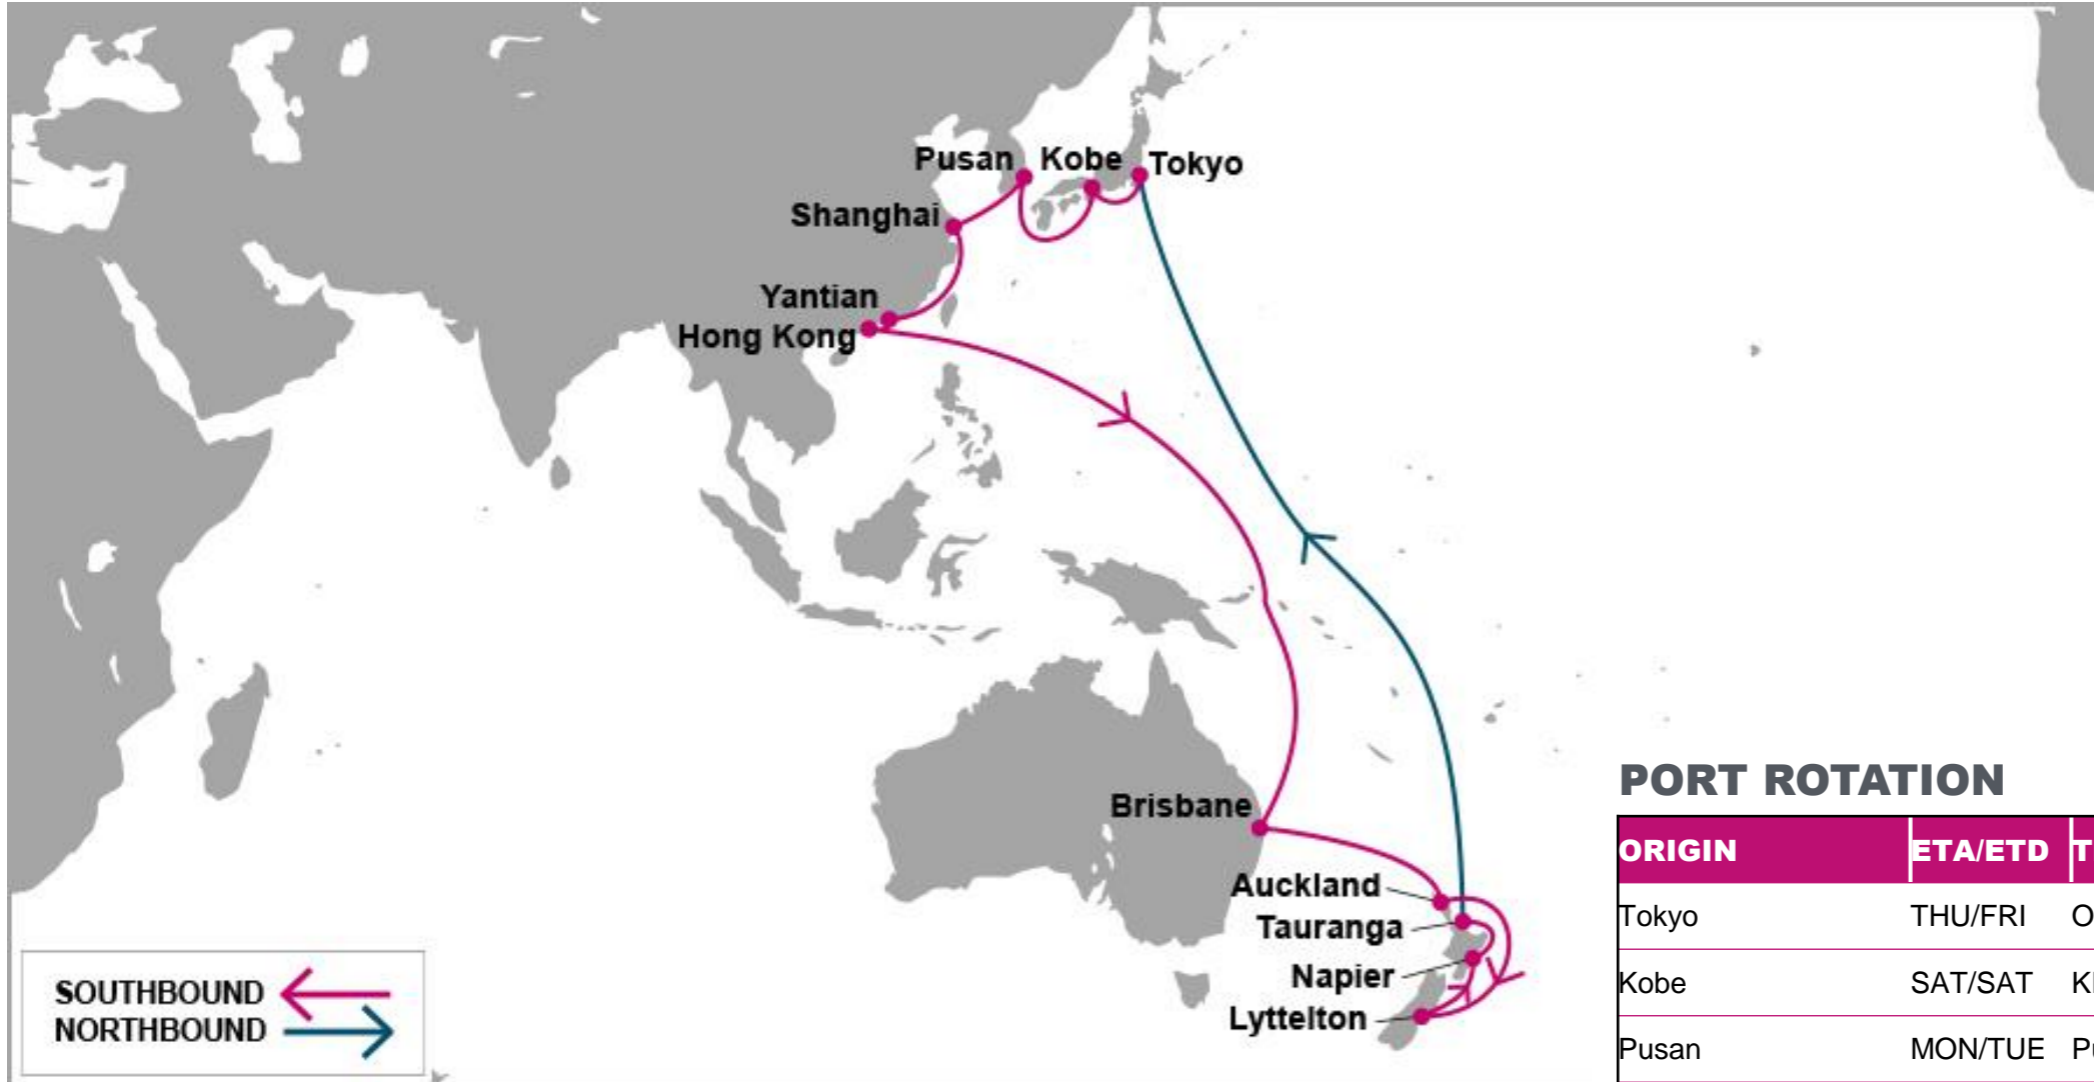 Pusan
Kobe
Tokyo
Shanghai
Yantian
Hong Kong
Brisbane
Auckland
Tauranga
Napier
Lyttelton
SOUTHBOUND
NORTHBOUND
PORT ROTATION
ORIGIN ETA/ETD
Tokyo THU/FRI
Kobe SAT/SAT
Pusan MON/TUE